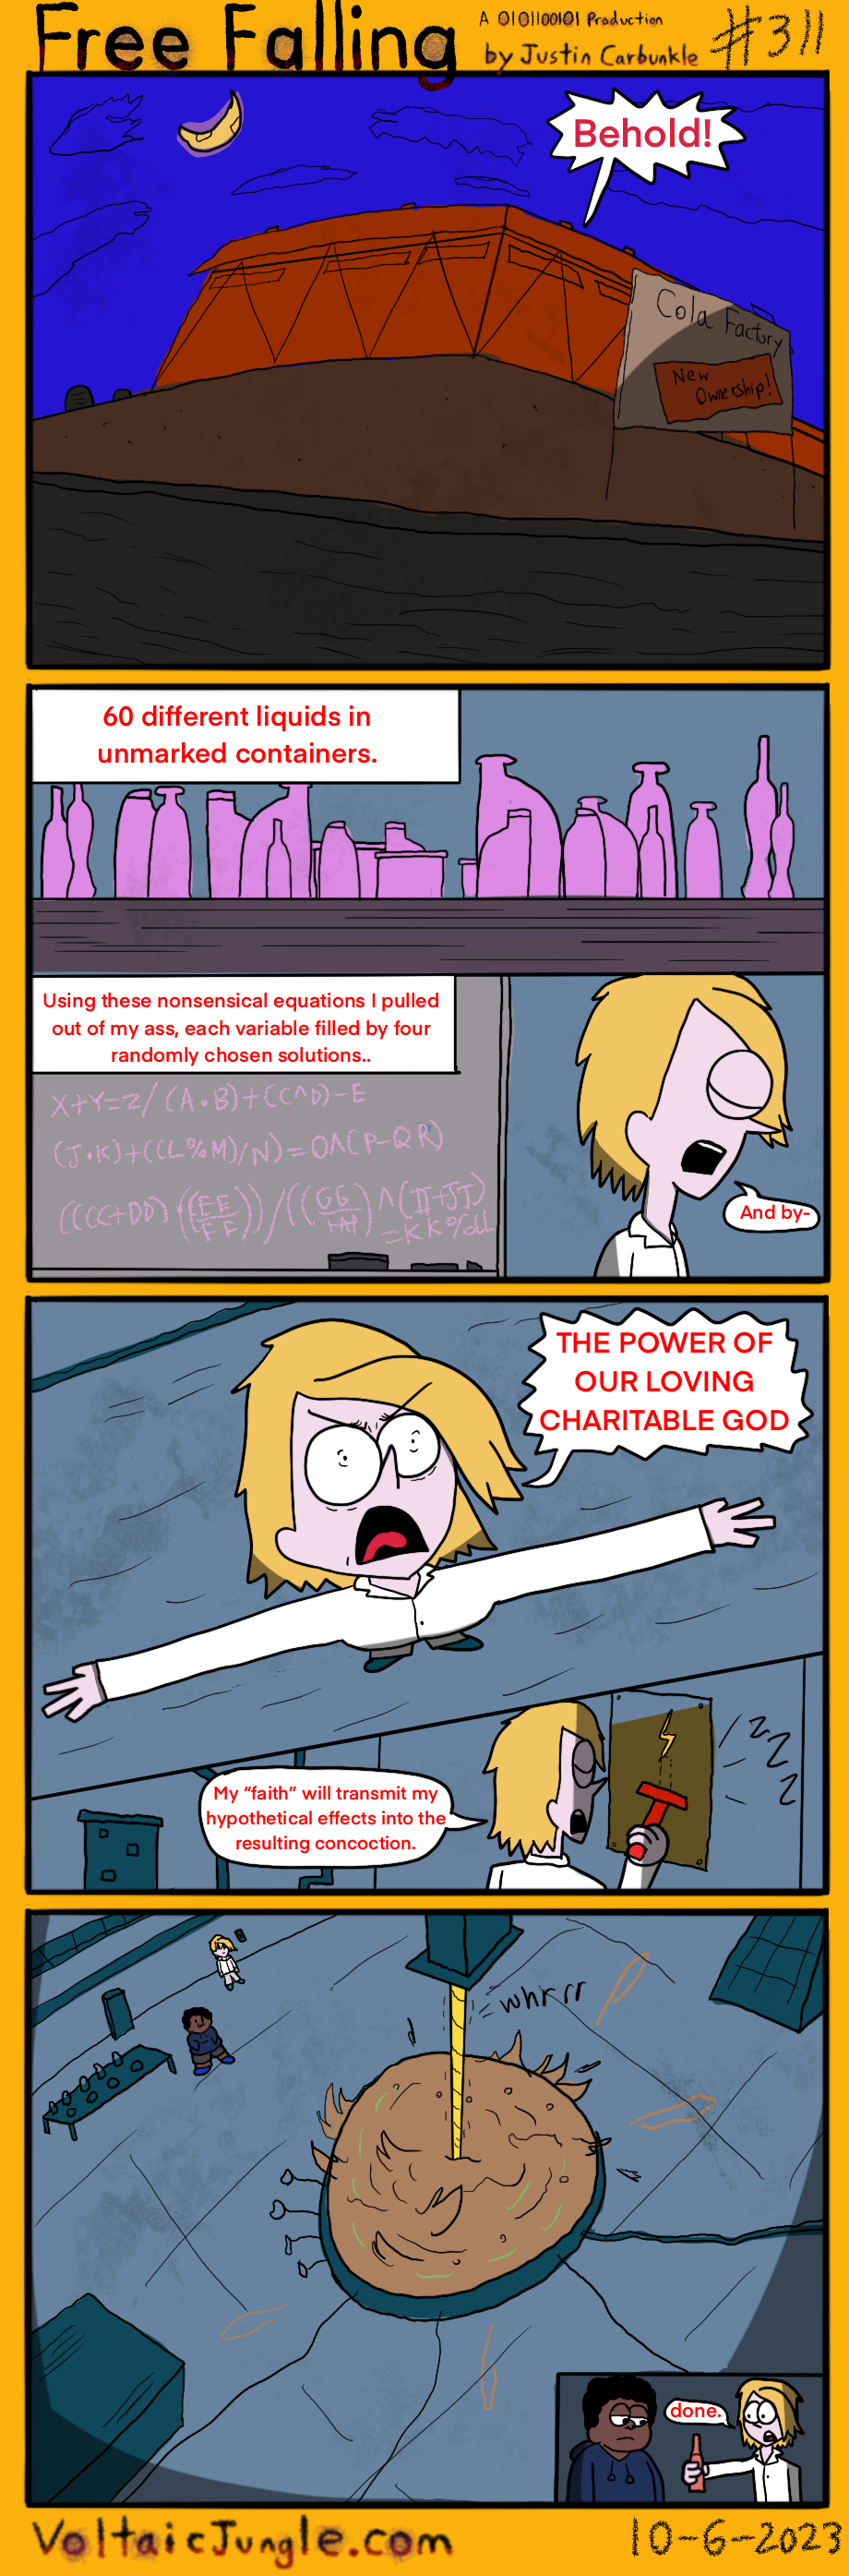 Free Falling
A 0101100101 Production
by Justin Carbunkle
#311
Behold!
Cola Factory
New
Ownership!
60 different liquids in
unmarked containers.
Using these nonsensical equations I pulled
out of my ass, each variable filled by four
randomly chosen solutions..
X+Y=Z/(A•B)+(C^D)-E
(J•K)+((L%M)/N)=O^(P-QR)
And by-
THE POWER OF
OUR LOVING
CHARITABLE GOD
My “faith” will transmit my
hypothetical effects into the
resulting concoction.
whrrr
done.
VoltaicJungle.com
10-6-2023